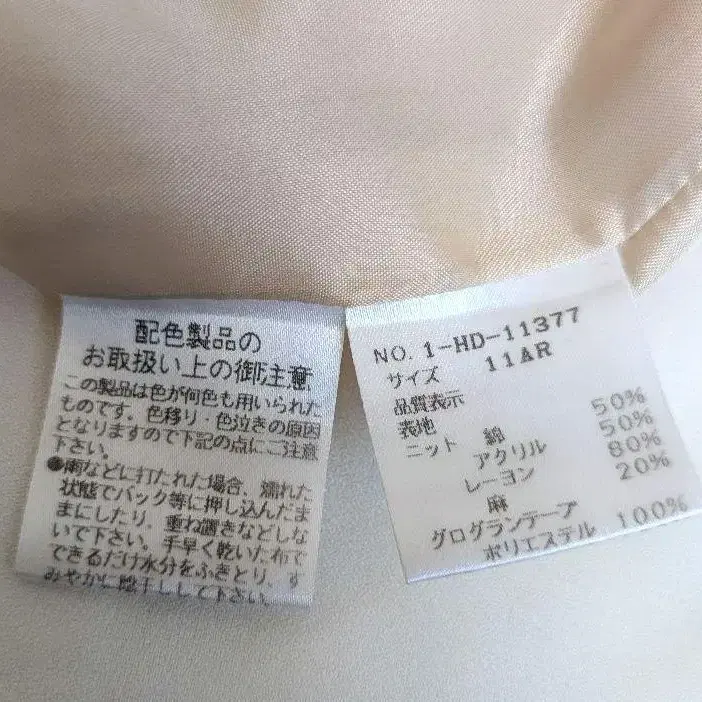 配色製品の
お取扱い上の御注意
この製品は色が何色も用いられた
ものです。色移り・色泣きの原因
となりますので下記の点にご注意
下さい。
●雨などに打たれた場合、濡れた
状態でバック等に押し込んだま
まにしたり、重ね置きなどしな
いで下さい。手早く乾いた布で
できるだけ水分をふきとり、す
みやかに陰干しして下さい。
NO. 1-HD-11377
サイズ 11AR
品質表示
表地
ニット 綿 50%
アクリル 50%
レーヨン 80%
麻 20%
グログランテープ
ポリエステル 100%